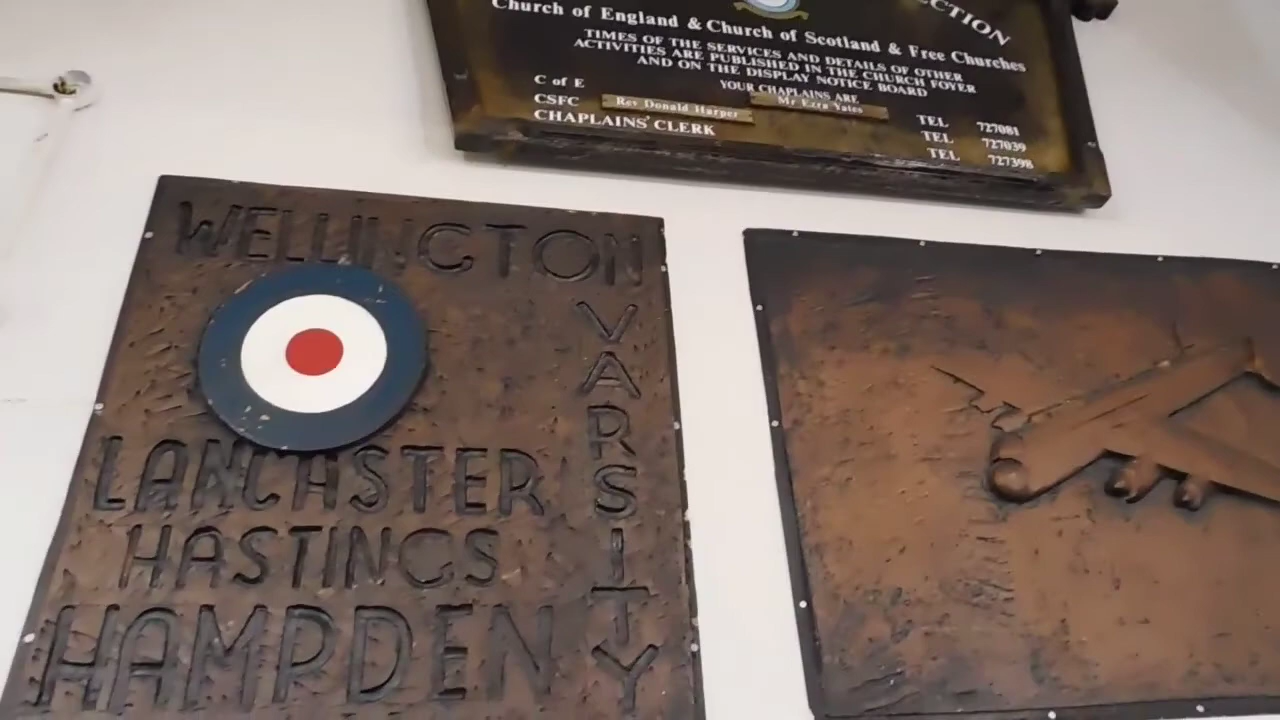 CTION
Church of England & Church of Scotland & Free Churches
TIMES OF THE SERVICES AND DETAILS OF OTHER
ACTIVITIES ARE PUBLISHED IN THE CHURCH FOYER
AND ON THE DISPLAY NOTICE BOARD
YOUR CHAPLAINS ARE
C of E Mr Ezra Yates TEL 727081
CSFC Rev Donald Harper TEL 727039
CHAPLAINS' CLERK TEL 727398
WELLINGTON
VARSITY
LANCASTER
HASTINGS
HAMPDEN